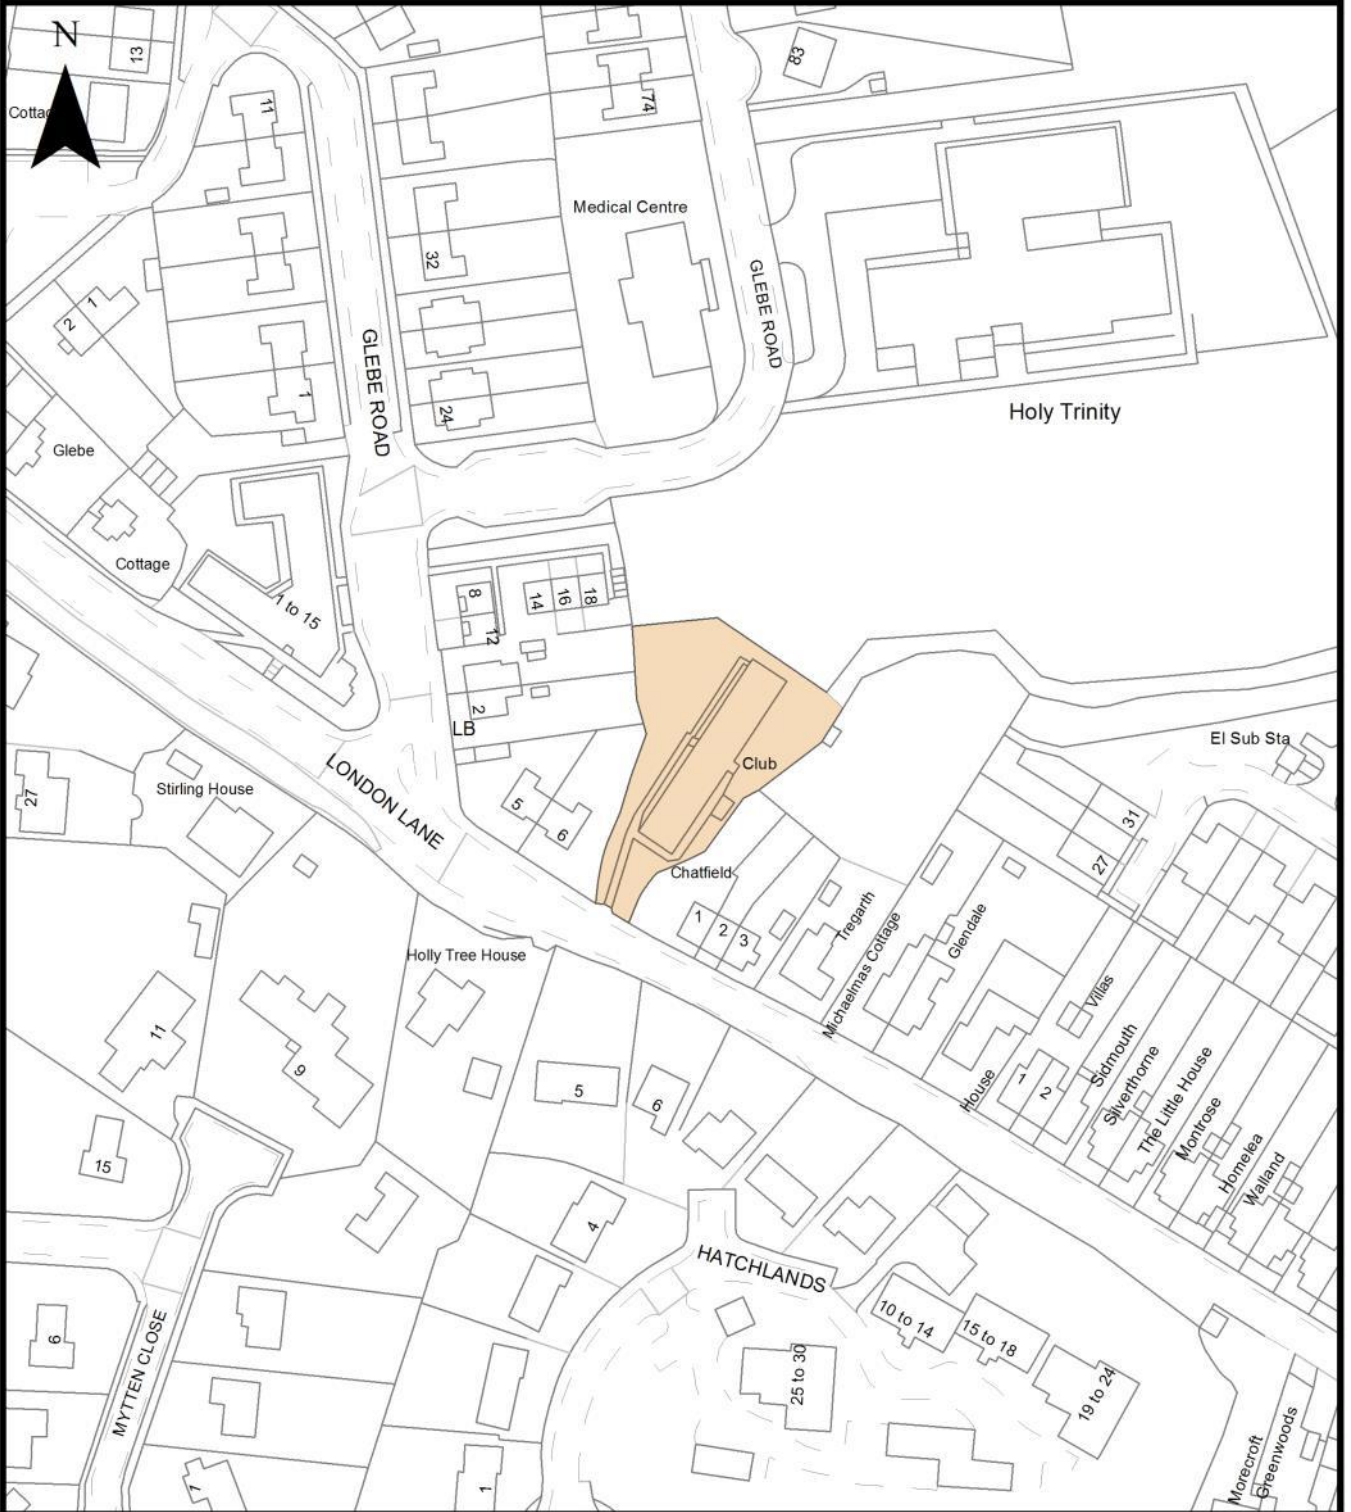 N
13
Cottag
11
74
83
Medical Centre
32
GLEBE ROAD
GLEBE ROAD
1
2
1
24
Holy Trinity
Glebe
Cottage
1 to 15
8
14
16
18
12
2
LB
Club
El Sub Sta
LONDON LANE
Stirling House
27
5
6
Chatfield
31
27
1
2
3
Tregarth
Michaelmas Cottage
Glendale
Holly Tree House
11
9
5
6
Villas
House
1
2
Sidmouth
Silverthorne
The Little House
Montrose
Homelea
Walland
15
4
HATCHLANDS
10 to 14
15 to 18
19 to 24
25 to 30
6
MYTTEN CLOSE
1
Morecroft
Greenwoods